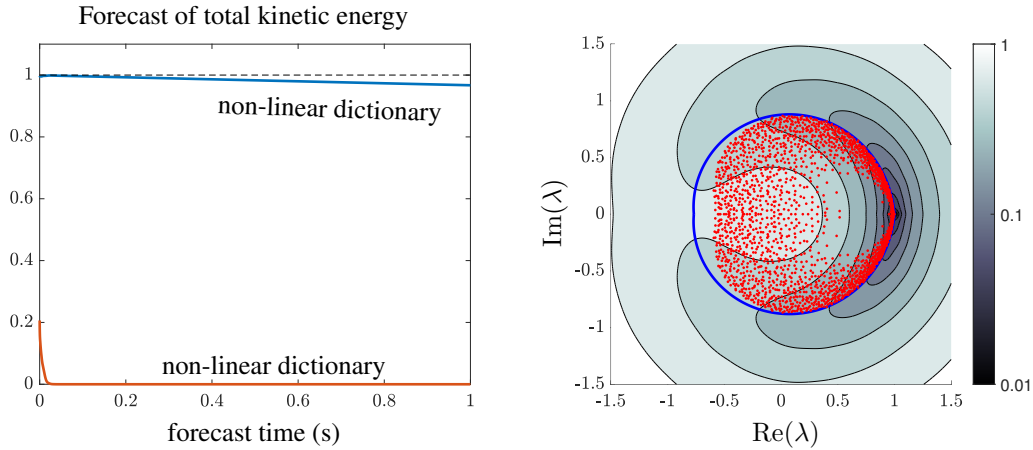 Forecast of total kinetic energy
1
0.8
0.6
0.4
0.2
0
non-linear dictionary
non-linear dictionary
0 0.2 0.4 0.6 0.8 1
forecast time (s)
1.5
1
0.5
0
-0.5
-1
-1.5
Im(λ)
-1.5 -1 -0.5 0 0.5 1 1.5
Re(λ)
1
0.1
0.01